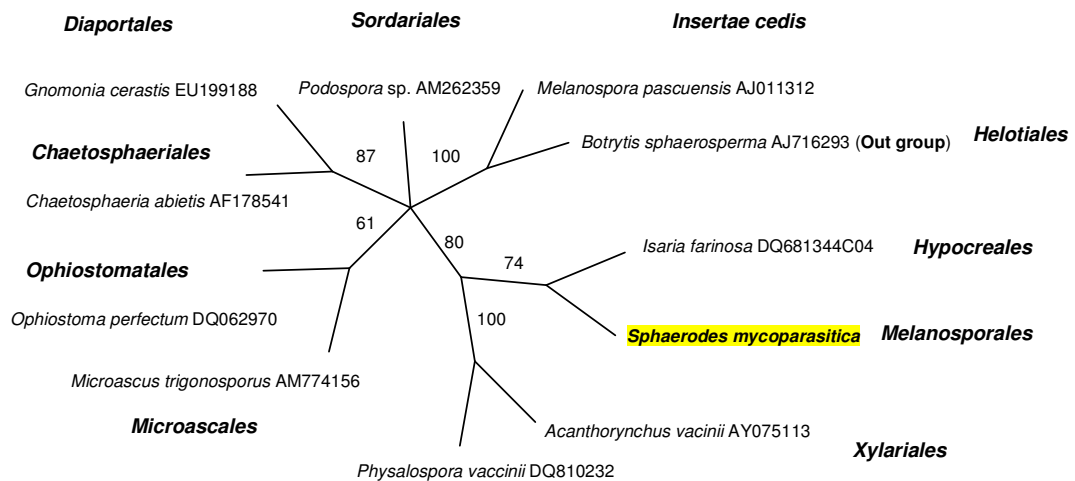 Diaportales
Sordariales
Insertae cedis
Gnomonia cerastis EU199188
Podospora sp. AM262359
Melanospora pascuensis AJ011312
Botrytis sphaerosperma AJ716293 (Out group)
Helotiales
Chaetosphaeriales
87
100
Chaetosphaeria abietis AF178541
61
80
Isaria farinosa DQ681344C04
Hypocreales
Ophiostomatales
74
Ophiostoma perfectum DQ062970
100
Sphaerodes mycoparasitica
Melanosporales
Microascus trigonosporus AM774156
Microascales
Acanthorynchus vacinii AY075113
Xylariales
Physalospora vaccinii DQ810232